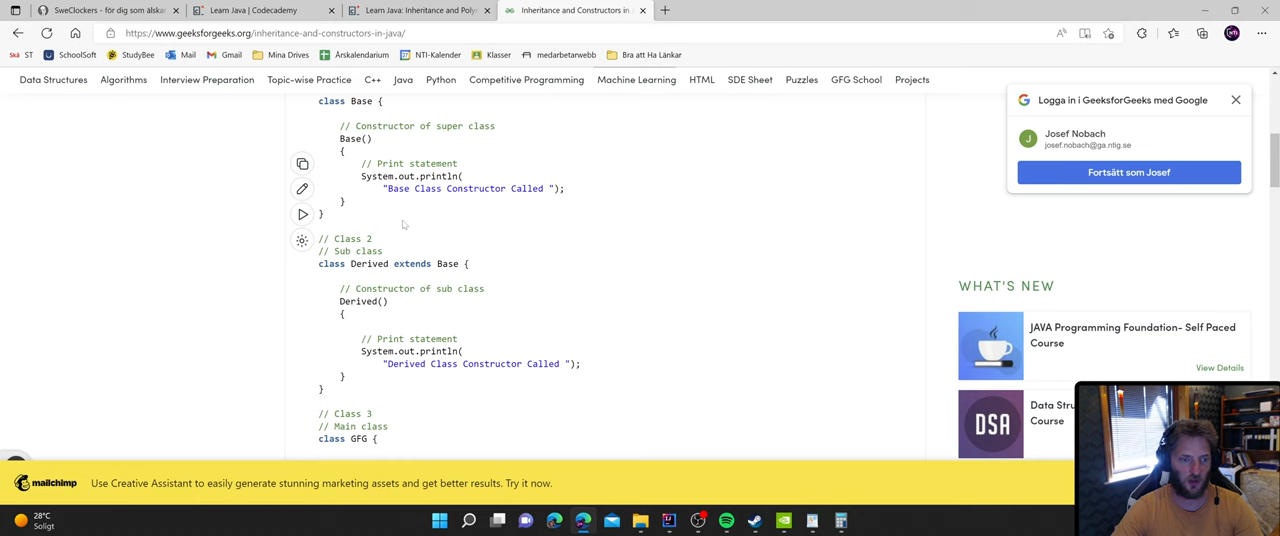 SweClockers - för dig som älskar
Learn Java | Codecademy
Learn Java: Inheritance and Poly
Inheritance and Constructors in J
https://www.geeksforgeeks.org/inheritance-and-constructors-in-java/
ST
SchoolSoft
StudyBee
Mail
Gmail
Mina Drives
Årskalendarium
NTI-Kalender
Klasser
medarbetarwebb
Bra att Ha Länkar
Data Structures
Algorithms
Interview Preparation
Topic-wise Practice
C++
Java
Python
Competitive Programming
Machine Learning
HTML
SDE Sheet
Puzzles
GFG School
Projects
class Base {
// Constructor of super class
Base()
{
// Print statement
System.out.println(
"Base Class Constructor Called ");
}
}
// Class 2
// Sub class
class Derived extends Base {
// Constructor of sub class
Derived()
{
// Print statement
System.out.println(
"Derived Class Constructor Called ");
}
}
// Class 3
// Main class
class GFG {
Logga in i GeeksforGeeks med Google
J
Josef Nobach
josef.nobach@ga.ntig.se
Fortsätt som Josef
WHAT'S NEW
JAVA Programming Foundation- Self Paced
Course
View Details
DSA
Data Stru
Course
mailchimp
Use Creative Assistant to easily generate stunning marketing assets and get better results. Try it now.
28°C
Soligt